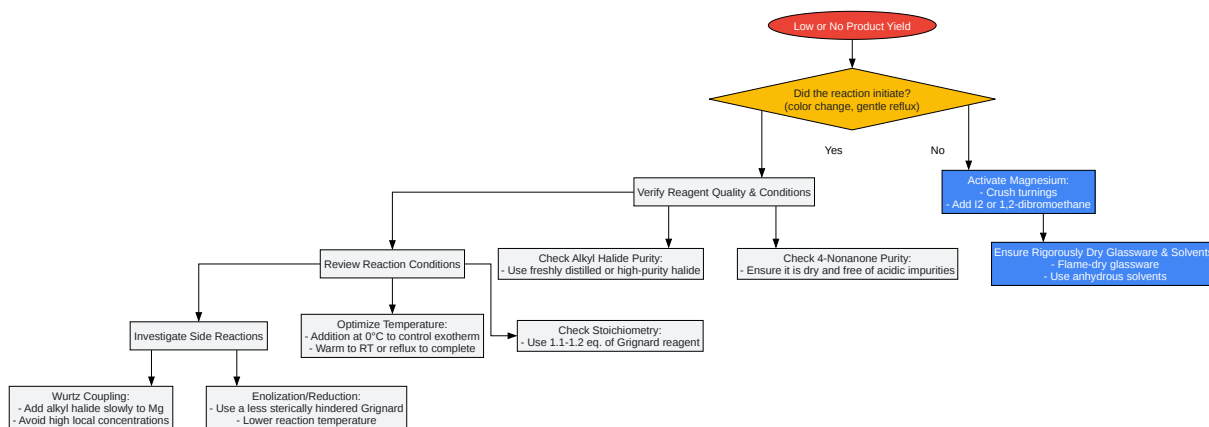 Low or No Product Yield
Did the reaction initiate?
(color change, gentle reflux)
Yes
No
Activate Magnesium:
- Crush turnings
- Add I2 or 1,2-dibromoethane
Verify Reagent Quality & Conditions
Ensure Rigorously Dry Glassware & Solvents
- Flame-dry glassware
- Use anhydrous solvents
Check Alkyl Halide Purity:
- Use freshly distilled or high-purity halide
Check 4-Nonanone Purity:
- Ensure it is dry and free of acidic impurities
Review Reaction Conditions
Optimize Temperature:
- Addition at 0°C to control exotherm
- Warm to RT or reflux to complete
Check Stoichiometry:
- Use 1.1-1.2 eq. of Grignard reagent
Investigate Side Reactions
Wurtz Coupling:
- Add alkyl halide slowly to Mg
- Avoid high local concentrations
Enolization/Reduction:
- Use a less sterically hindered Grignard
- Lower reaction temperature